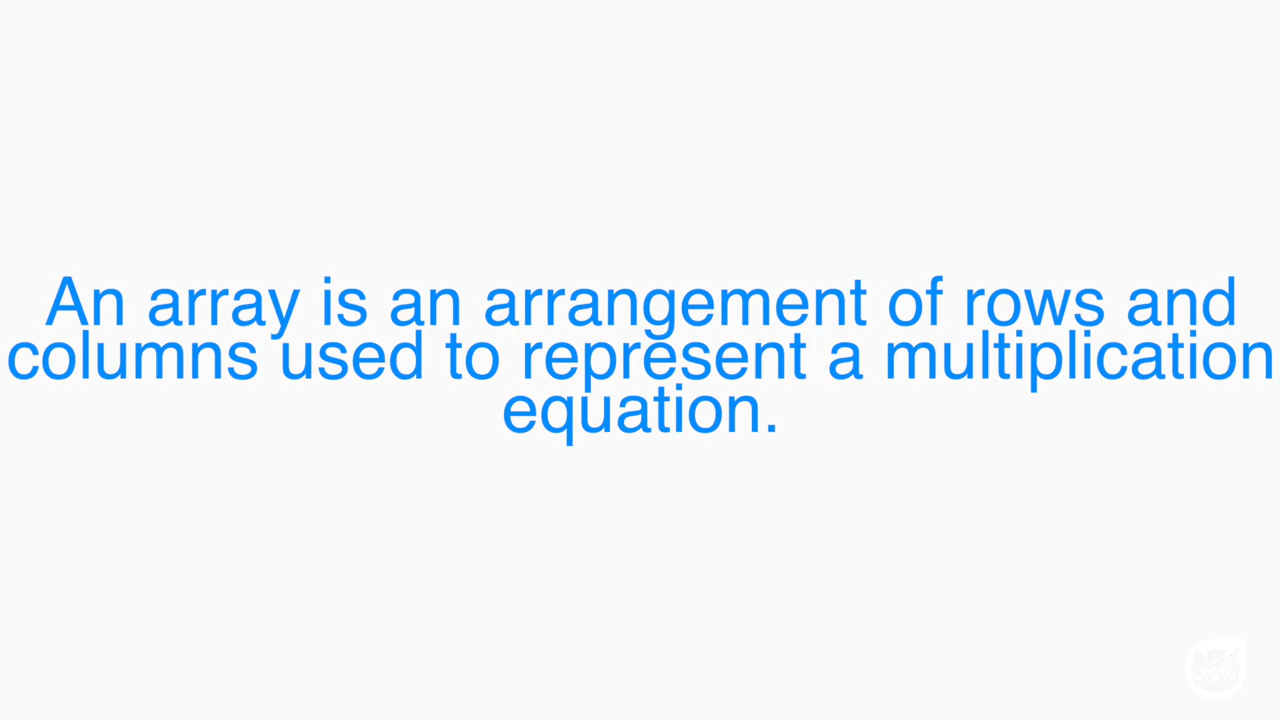 An array is an arrangement of rows and
columns used to represent a multiplication
equation.